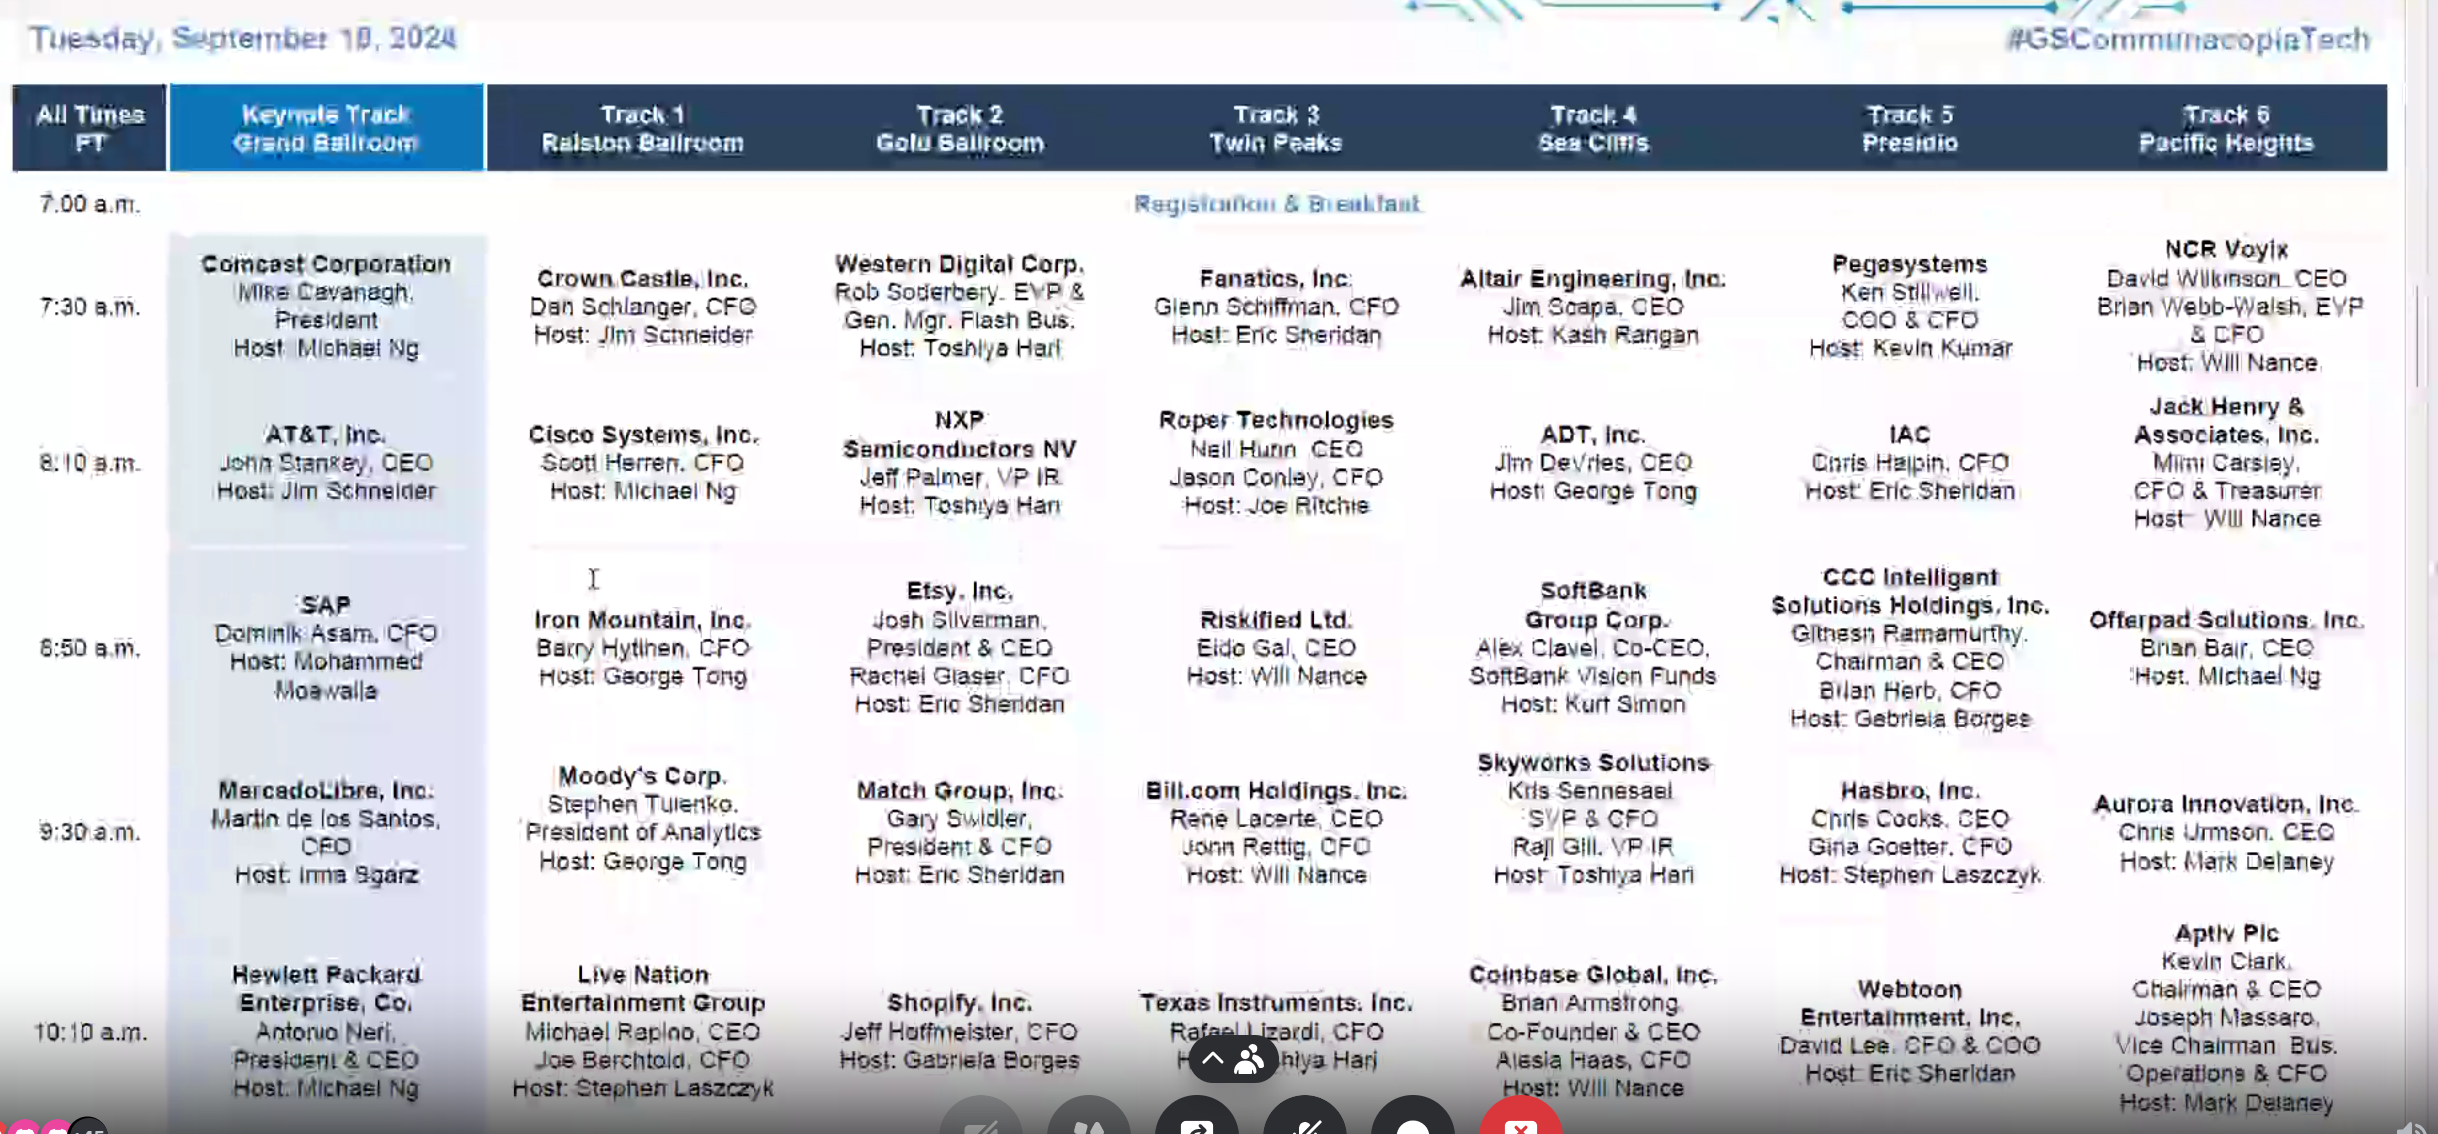 Tuesday, September 10, 2024
#GSCommunacopiaTech
All Times PT
Keynote Track Grand Ballroom
Track 1 Ralston Ballroom
Track 2 Gold Ballroom
Track 3 Twin Peaks
Track 4 Sea Cliffs
Track 5 Presidio
Track 6 Pacific Heights
7:00 a.m.
Registration & Breakfast
7:30 a.m.
Comcast Corporation
Mike Cavanagh,
President
Host: Michael Ng
Crown Castle, Inc.
Dan Schlanger, CFO
Host: Jim Schneider
Western Digital Corp.
Rob Soderbery, EVP &
Gen. Mgr. Flash Bus.
Host: Toshiya Hari
Fanatics, Inc.
Glenn Schiffman, CFO
Host: Eric Sheridan
Altair Engineering, Inc.
Jim Scapa, CEO
Host: Kash Rangan
Pegasystems
Ken Stillwell,
COO & CFO
Host: Kevin Kumar
NCR Voyix
David Wilkinson, CEO
Brian Webb-Walsh, EVP
& CFO
Host: Will Nance
8:10 a.m.
AT&T, Inc.
John Stankey, CEO
Host: Jim Schneider
Cisco Systems, Inc.
Scott Herren, CFO
Host: Michael Ng
NXP
Semiconductors NV
Jeff Palmer, VP IR
Host: Toshiya Hari
Roper Technologies
Neil Hunn, CEO
Jason Conley, CFO
Host: Joe Ritchie
ADT, Inc.
Jim DeVries, CEO
Host: George Tong
IAC
Chris Halpin, CFO
Host: Eric Sheridan
Jack Henry &
Associates, Inc.
Mimi Carsley,
CFO & Treasurer
Host: Will Nance
8:50 a.m.
SAP
Dominik Asam, CFO
Host: Mohammed
Moawalla
Iron Mountain, Inc.
Barry Hytinen, CFO
Host: George Tong
Etsy, Inc.
Josh Silverman,
President & CEO
Rachel Glaser, CFO
Host: Eric Sheridan
Riskified Ltd.
Eido Gal, CEO
Host: Will Nance
SoftBank
Group Corp.
Alex Clavel, Co-CEO,
SoftBank Vision Funds
Host: Kurt Simon
CCC Intelligent
Solutions Holdings, Inc.
Githesh Ramamurthy,
Chairman & CEO
Brian Herb, CFO
Host: Gabriela Borges
Offerpad Solutions, Inc.
Brian Bair, CEO
Host: Michael Ng
9:30 a.m.
MercadoLibre, Inc.
Martin de los Santos,
CFO
Host: Irma Sgarz
Moody's Corp.
Stephen Tulenko,
President of Analytics
Host: George Tong
Match Group, Inc.
Gary Swidler,
President & CFO
Host: Eric Sheridan
Bill.com Holdings, Inc.
Rene Lacerte, CEO
John Rettig, CFO
Host: Will Nance
Skyworks Solutions
Kris Sennesael
SVP & CFO
Raji Gill, VP IR
Host: Toshiya Hari
Hasbro, Inc.
Chris Cocks, CEO
Gina Goetter, CFO
Host: Stephen Laszczyk
Aurora Innovation, Inc.
Chris Urmson, CEO
Host: Mark Delaney
10:10 a.m.
Hewlett Packard
Enterprise, Co.
Antonio Neri,
President & CEO
Host: Michael Ng
Live Nation
Entertainment Group
Michael Rapino, CEO
Joe Berchtold, CFO
Host: Stephen Laszczyk
Shopify, Inc.
Jeff Hoffmeister, CFO
Host: Gabriela Borges
Texas Instruments, Inc.
Rafael Lizardi, CFO
Hari
Coinbase Global, Inc.
Brian Armstrong,
Co-Founder & CEO
Alesia Haas, CFO
Host: Will Nance
Webtoon
Entertainment, Inc.
David Lee, CFO & COO
Host: Eric Sheridan
Aptiv Plc
Kevin Clark,
Chairman & CEO
Joseph Massaro,
Vice Chairman Bus.
Operations & CFO
Host: Mark Delaney